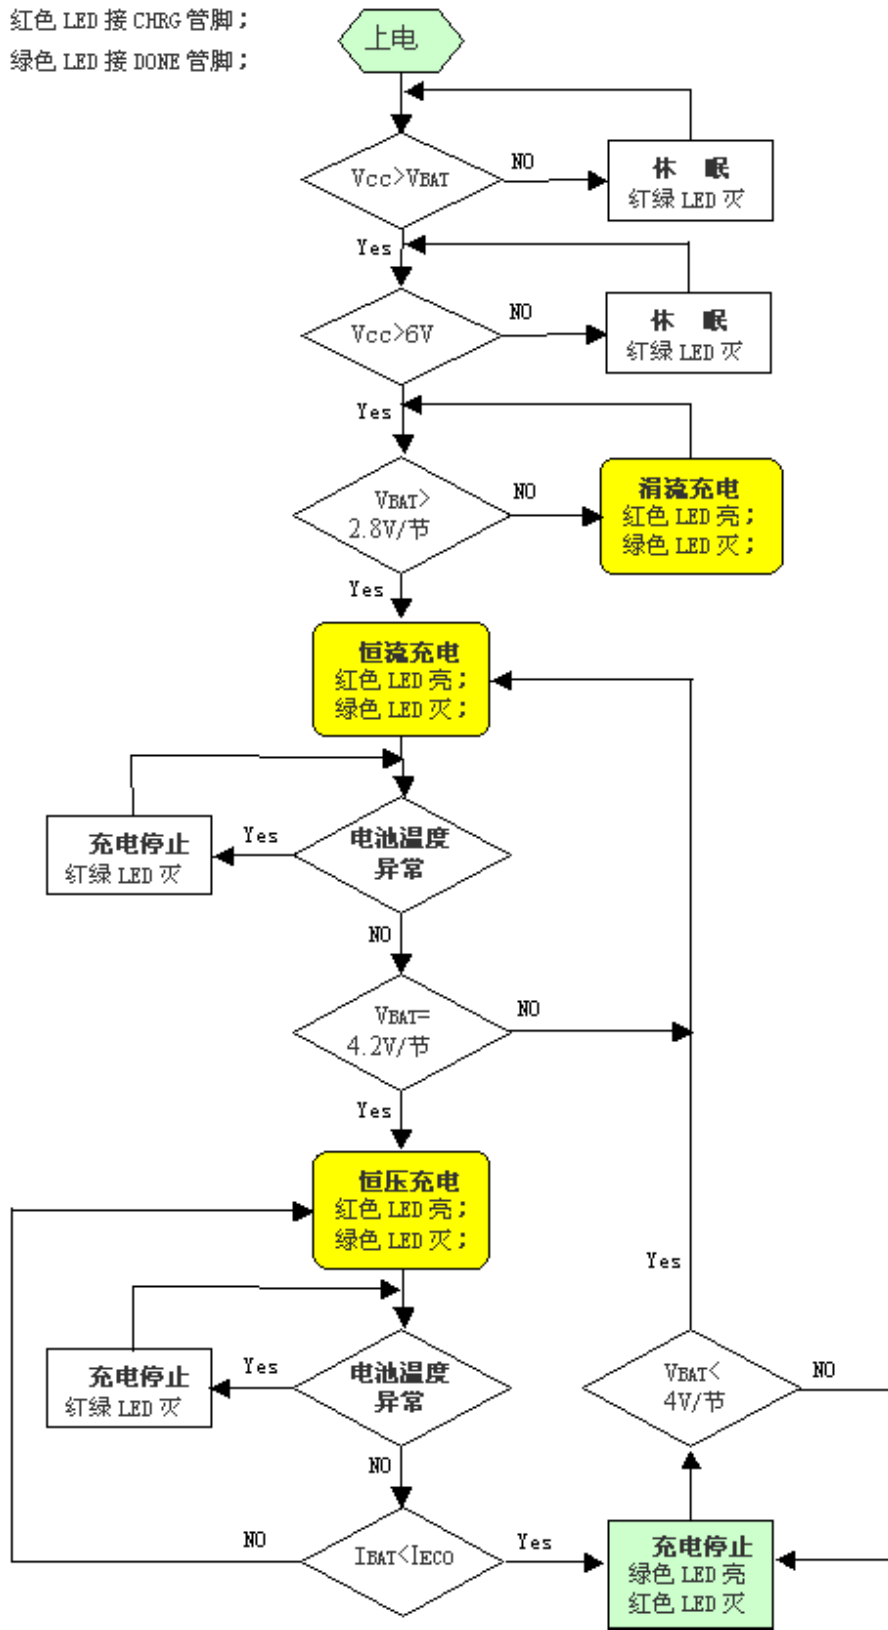 红色 LED 接 CHRG 管脚；
绿色 LED 接 DONE 管脚；
上电
Vcc>VBAT
NO
休 眠
红绿 LED 灭
Yes
Vcc>6V
NO
休 眠
红绿 LED 灭
Yes
VBAT>
2.8V/节
NO
涓流充电
红色 LED 亮；
绿色 LED 灭；
Yes
恒流充电
红色 LED 亮；
绿色 LED 灭；
电池温度
异常
Yes
充电停止
红绿 LED 灭
NO
VBAT=
4.2V/节
NO
Yes
恒压充电
红色 LED 亮；
绿色 LED 灭；
Yes
电池温度
异常
Yes
充电停止
红绿 LED 灭
VBAT<
4V/节
NO
NO
IBAT<IECO
NO
Yes
充电停止
绿色 LED 亮
红色 LED 灭